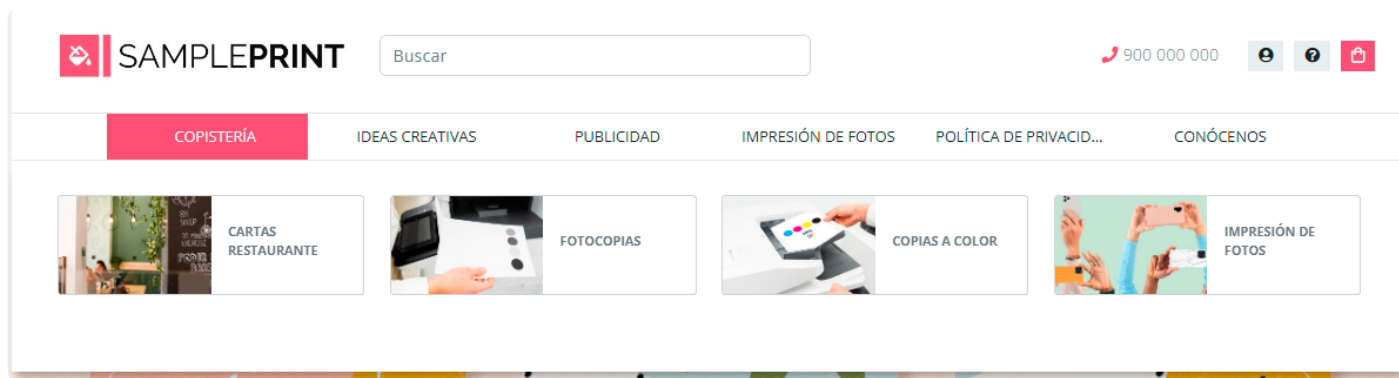 SAMPLEPRINT
Buscar
900 000 000
COPISTERÍA
IDEAS CREATIVAS
PUBLICIDAD
IMPRESIÓN DE FOTOS
POLÍTICA DE PRIVACID...
CONÓCENOS
CARTAS
RESTAURANTE
FOTOCOPIAS
COPIAS A COLOR
IMPRESIÓN DE
FOTOS